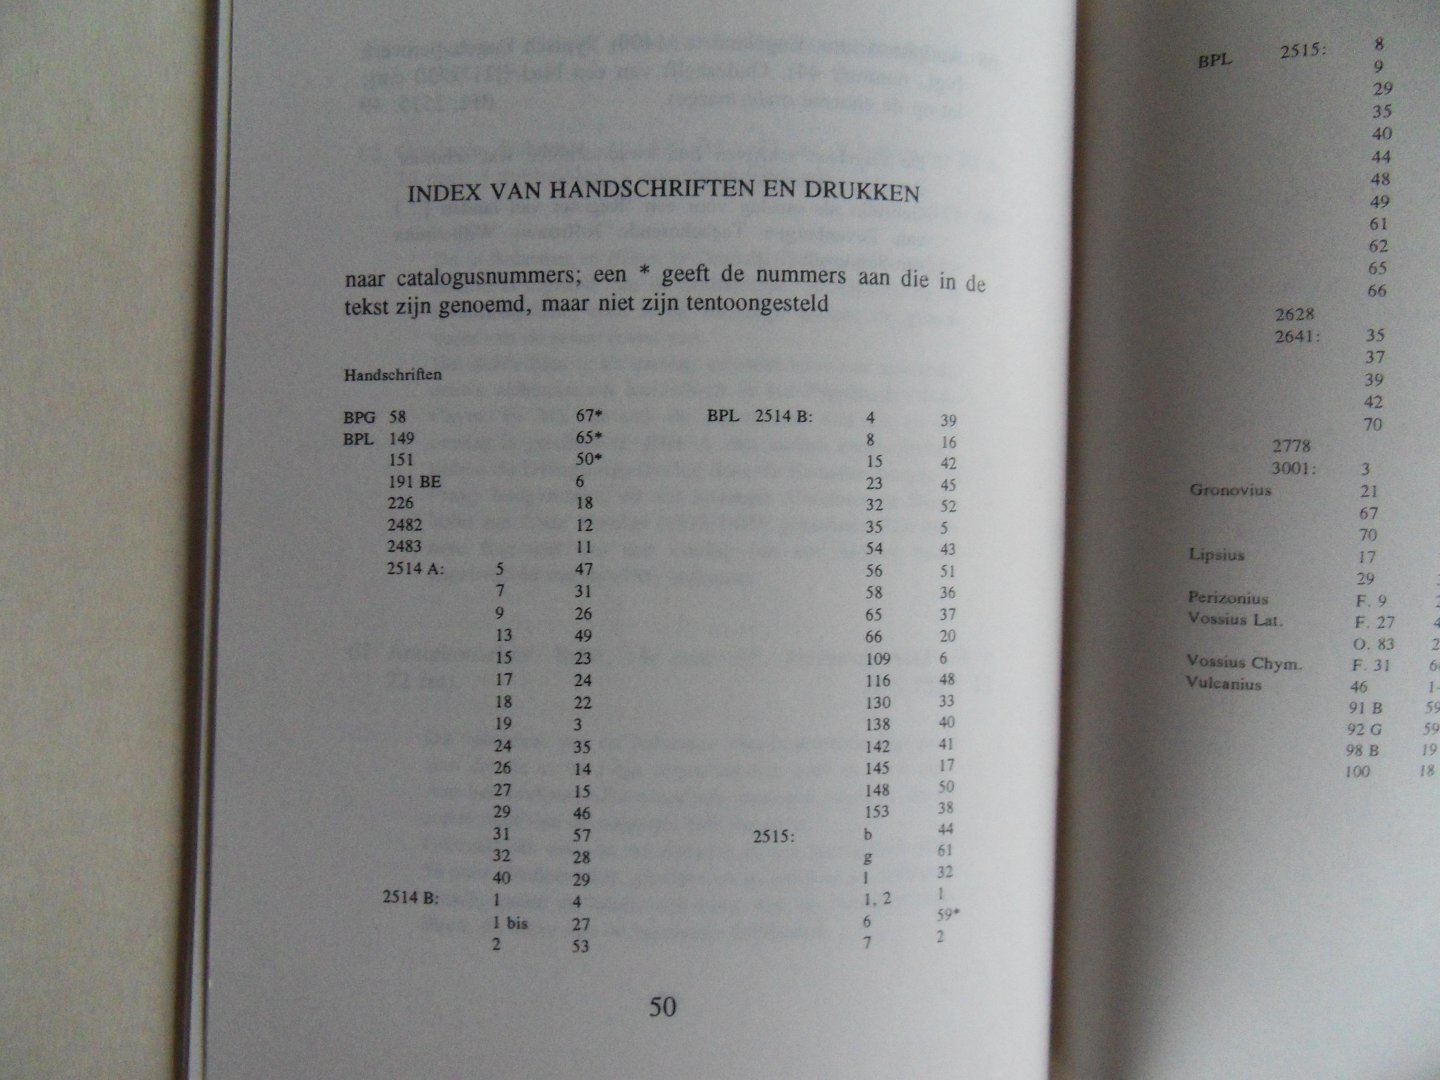 INDEX VAN HANDSCHRIFTEN EN DRUKKEN
naar catalogusnummers; een * geeft de nummers aan die in de
tekst zijn genoemd, maar niet zijn tentoongesteld
Handschriften
BPG 58 67*
BPL 149 65*
151 50*
191 BE 6
226 18
2482 12
2483 11
2514 A: 5 47
7 31
9 26
13 49
15 23
17 24
18 22
19 3
24 35
26 14
27 15
29 46
31 57
32 28
40 29
2514 B: 1 4
1 bis 27
2 53
BPL 2514 B: 4 39
8 16
15 42
23 45
32 52
35 5
54 43
56 51
58 36
65 37
66 20
109 6
116 48
130 33
138 40
142 41
145 17
148 50
153 38
2515: b 44
g 61
l 32
1, 2 1
6 59*
7 2
50
BPL 2515: 8
9
29
35
40
44
48
49
61
62
65
66
2628
2641: 35
37
39
42
70
2778
3001: 3
Gronovius 21
67
70
Lipsius 17
29
Perizonius F. 9
Vossius Lat. F. 27
O. 83
Vossius Chym. F. 31
Vulcanius 46
91 B 59
92 G 59
98 B 19
100 18